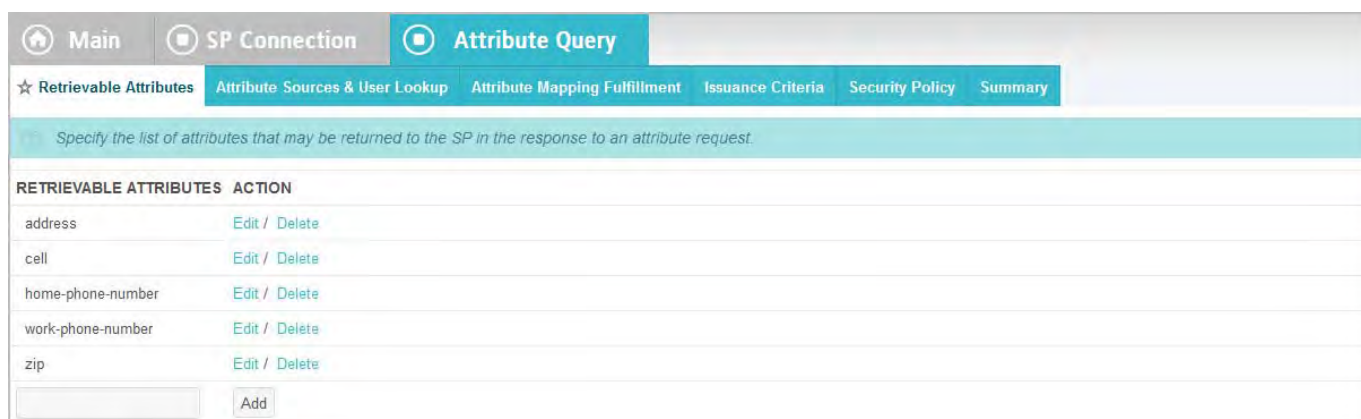 Main SP Connection Attribute Query
Retrievable Attributes Attribute Sources & User Lookup Attribute Mapping Fulfillment Issuance Criteria Security Policy Summary
Specify the list of attributes that may be returned to the SP in the response to an attribute request.
RETRIEVABLE ATTRIBUTES ACTION
address Edit / Delete
cell Edit / Delete
home-phone-number Edit / Delete
work-phone-number Edit / Delete
zip Edit / Delete
Add